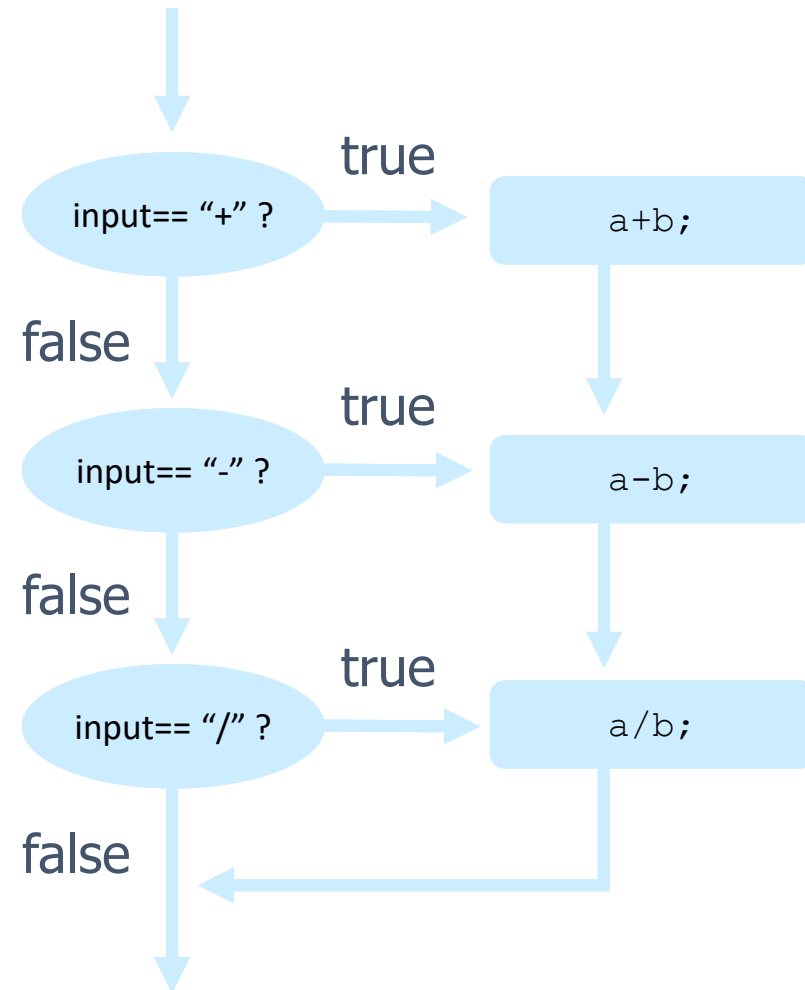 true
input== “+” ?
a+b;
false
true
input== “-” ?
a-b;
false
true
input== “/” ?
a/b;
false